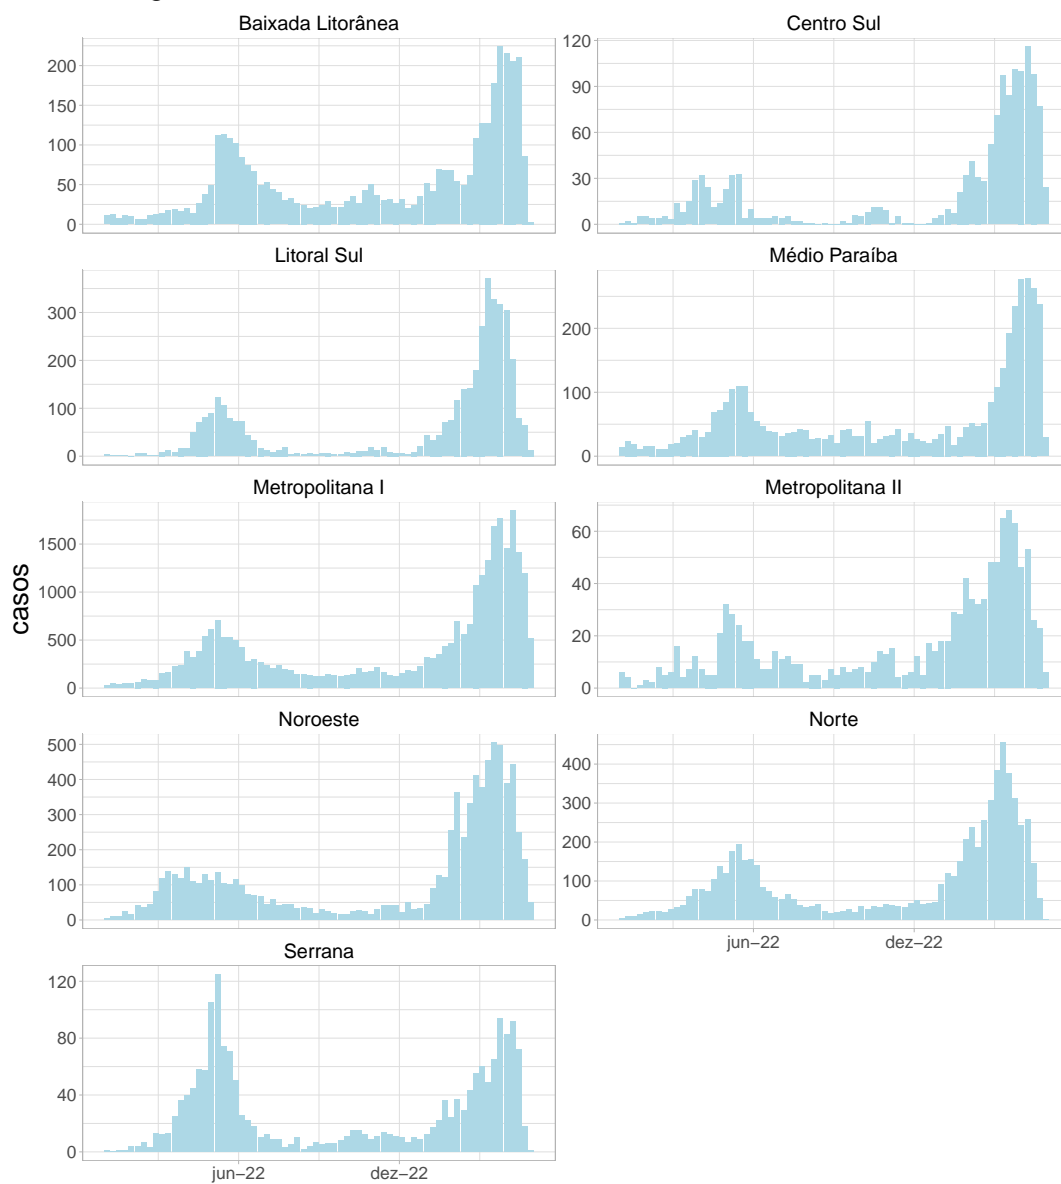 Baixada Litorânea
Centro Sul
200
150
100
50
0
120
90
60
30
0
Litoral Sul
Médio Paraíba
300
200
100
0
200
100
0
Metropolitana I
Metropolitana II
1500
1000
500
0
60
40
20
0
casos
Noroeste
Norte
500
400
300
200
100
0
400
300
200
100
0
jun−22
dez−22
Serrana
120
80
40
0
jun−22
dez−22